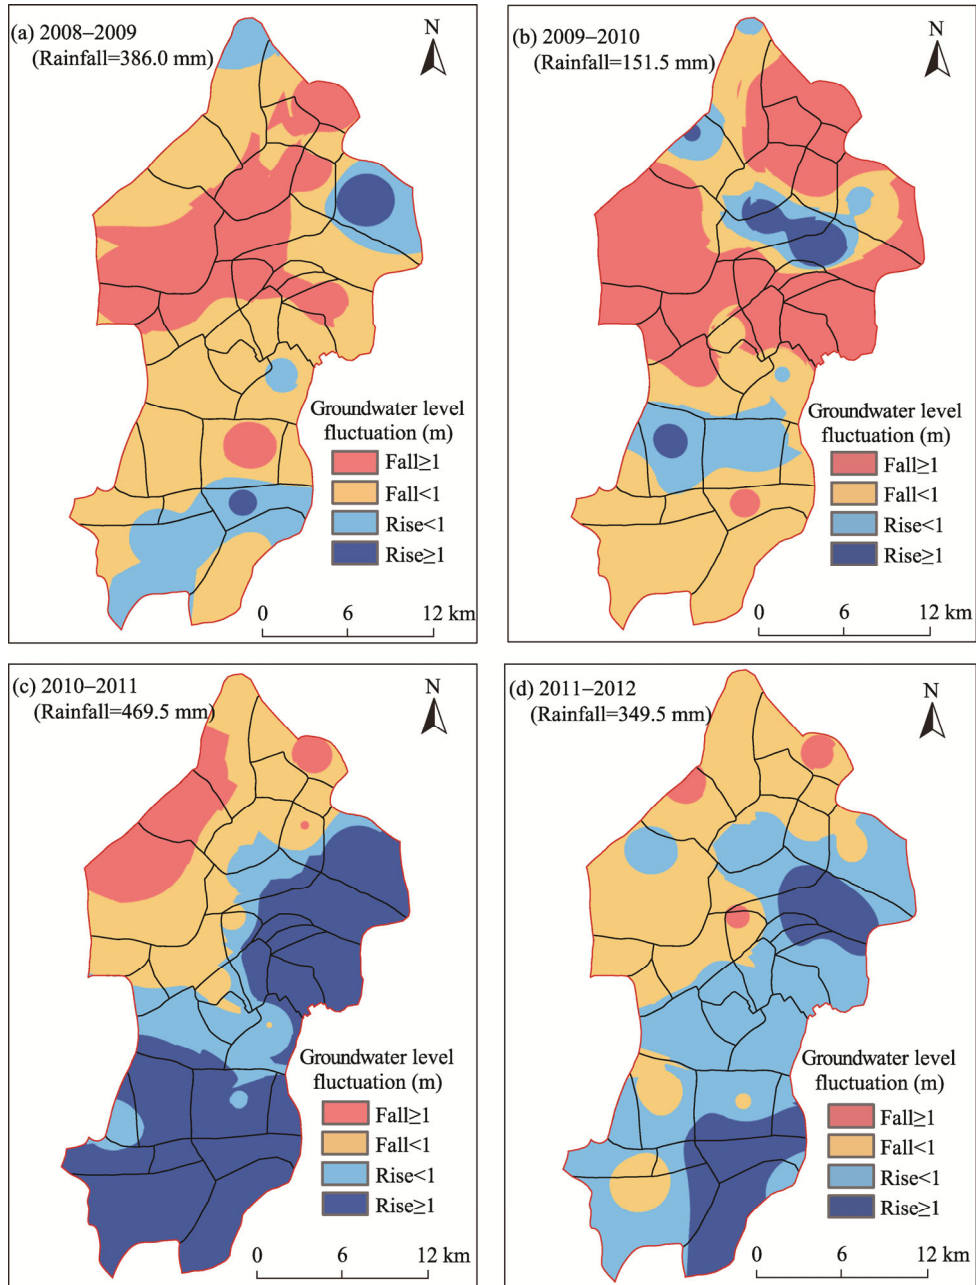 (a) 2008–2009
(Rainfall=386.0 mm)
N
Groundwater level
fluctuation (m)
Fall≥1
Fall<1
Rise<1
Rise≥1
0 6 12 km
(b) 2009–2010
(Rainfall=151.5 mm)
N
Groundwater level
fluctuation (m)
Fall≥1
Fall<1
Rise<1
Rise≥1
0 6 12 km
(c) 2010–2011
(Rainfall=469.5 mm)
N
Groundwater level
fluctuation (m)
Fall≥1
Fall<1
Rise<1
Rise≥1
0 6 12 km
(d) 2011–2012
(Rainfall=349.5 mm)
N
Groundwater level
fluctuation (m)
Fall≥1
Fall<1
Rise<1
Rise≥1
0 6 12 km